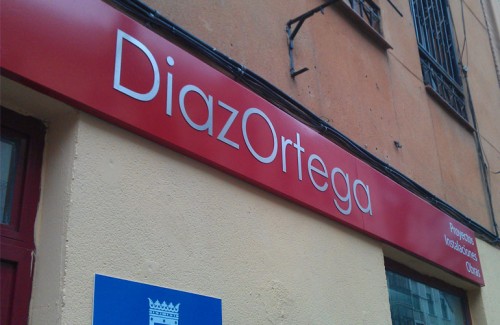 DiazOrtega
Proyectos
Instalaciones
Obras